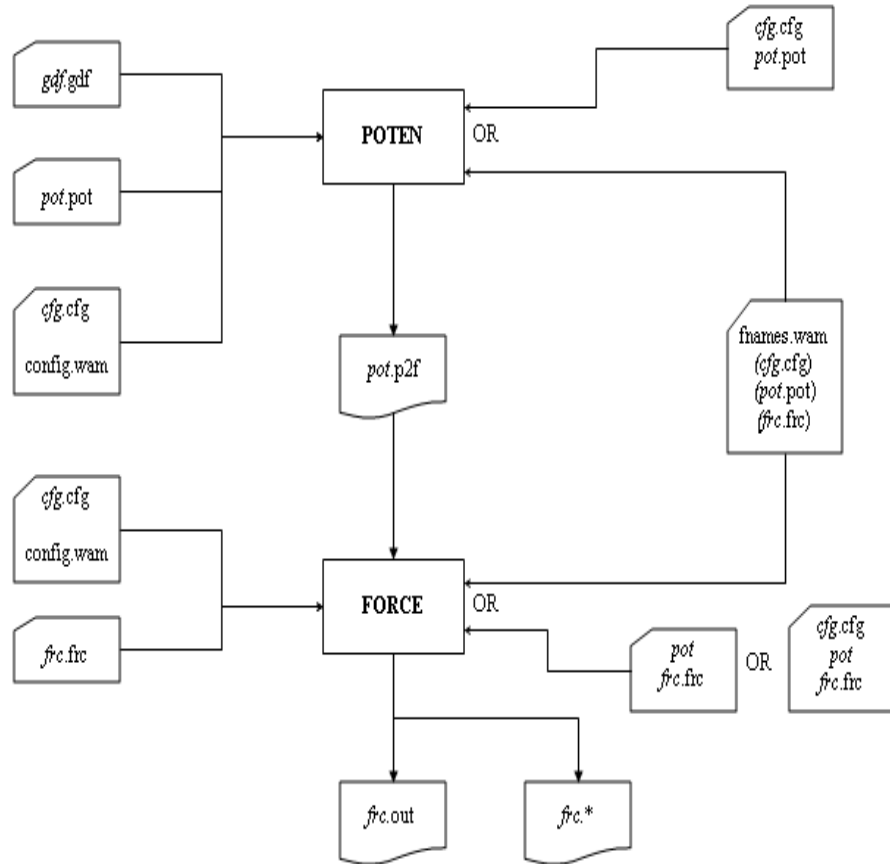 cfg.cfg
pot.pot
gdf.gdf
POTEN
OR
pot.pot
cfg.cfg
config.wam
fnames.wam
(cfg.cfg)
(pot.pot)
(frc.frc)
pot.p2f
cfg.cfg
config.wam
FORCE
OR
frc.frc
pot
frc.frc
OR
cfg.cfg
pot
frc.frc
frc.out
frc.*